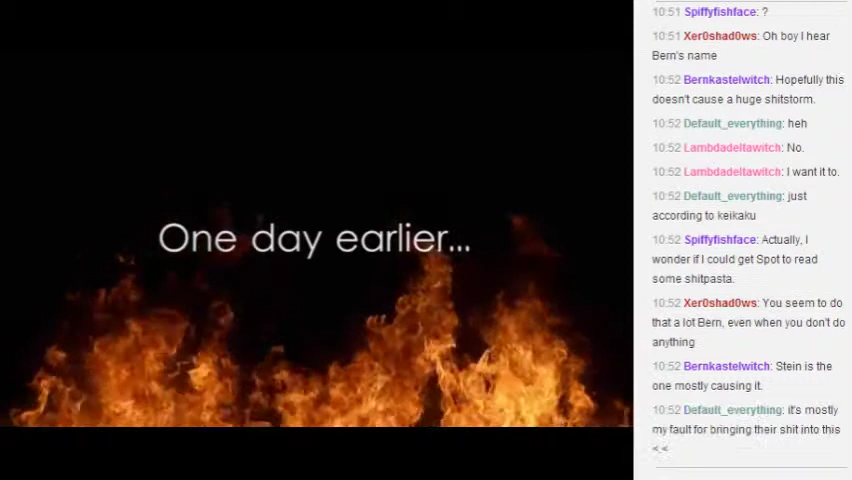 One day earlier...
10:51 Spiffyfishface: ?
10:51 Xer0shad0ws: Oh boy I hear
Bern's name
10:52 Bernkastelwitch: Hopefully this
doesn't cause a huge shitstorm.
10:52 Default_everything: heh
10:52 Lambdadeltawitch: No.
10:52 Lambdadeltawitch: I want it to.
10:52 Default_everything: just
according to keikaku
10:52 Spiffyfishface: Actually, I
wonder if I could get Spot to read
some shitpasta.
10:52 Xer0shad0ws: You seem to do
that a lot Bern, even when you don't do
anything
10:52 Bernkastelwitch: Stein is the
one mostly causing it.
10:52 Default_everything: it's mostly
my fault for bringing their shit into this
<.<